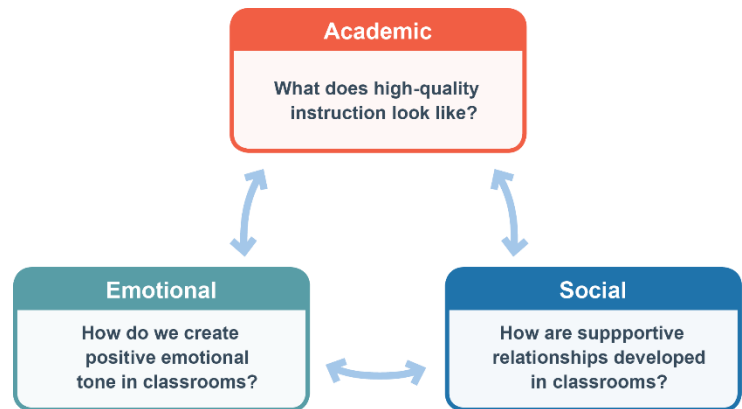 Academic
What does high-quality
instruction look like?
Emotional
How do we create
positive emotional
tone in classrooms?
Social
How are suppportive
relationships developed
in classrooms?